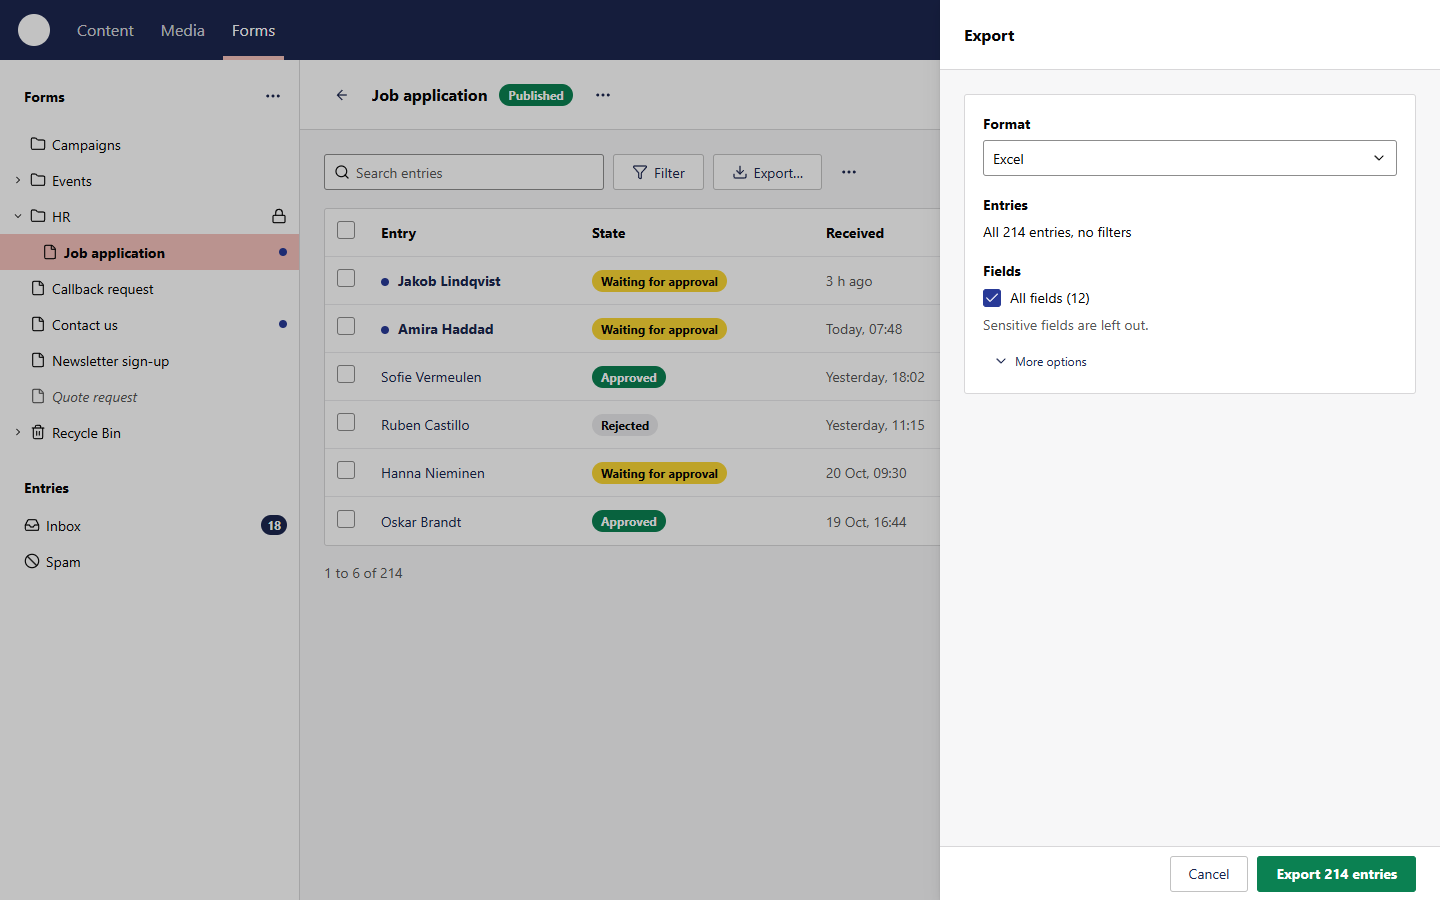 Content Media Forms
Forms
Campaigns
Events
HR
Job application
Callback request
Contact us
Newsletter sign-up
Quote request
Recycle Bin
Entries
Inbox 18
Spam
Job application Published
Search entries Filter Export...
Entry State Received
Jakob Lindqvist Waiting for approval 3 h ago
Amira Haddad Waiting for approval Today, 07:48
Sofie Vermeulen Approved Yesterday, 18:02
Ruben Castillo Rejected Yesterday, 11:15
Hanna Nieminen Waiting for approval 20 Oct, 09:30
Oskar Brandt Approved 19 Oct, 16:44
1 to 6 of 214
Export
Format
Excel
Entries
All 214 entries, no filters
Fields
All fields (12)
Sensitive fields are left out.
More options
Cancel Export 214 entries